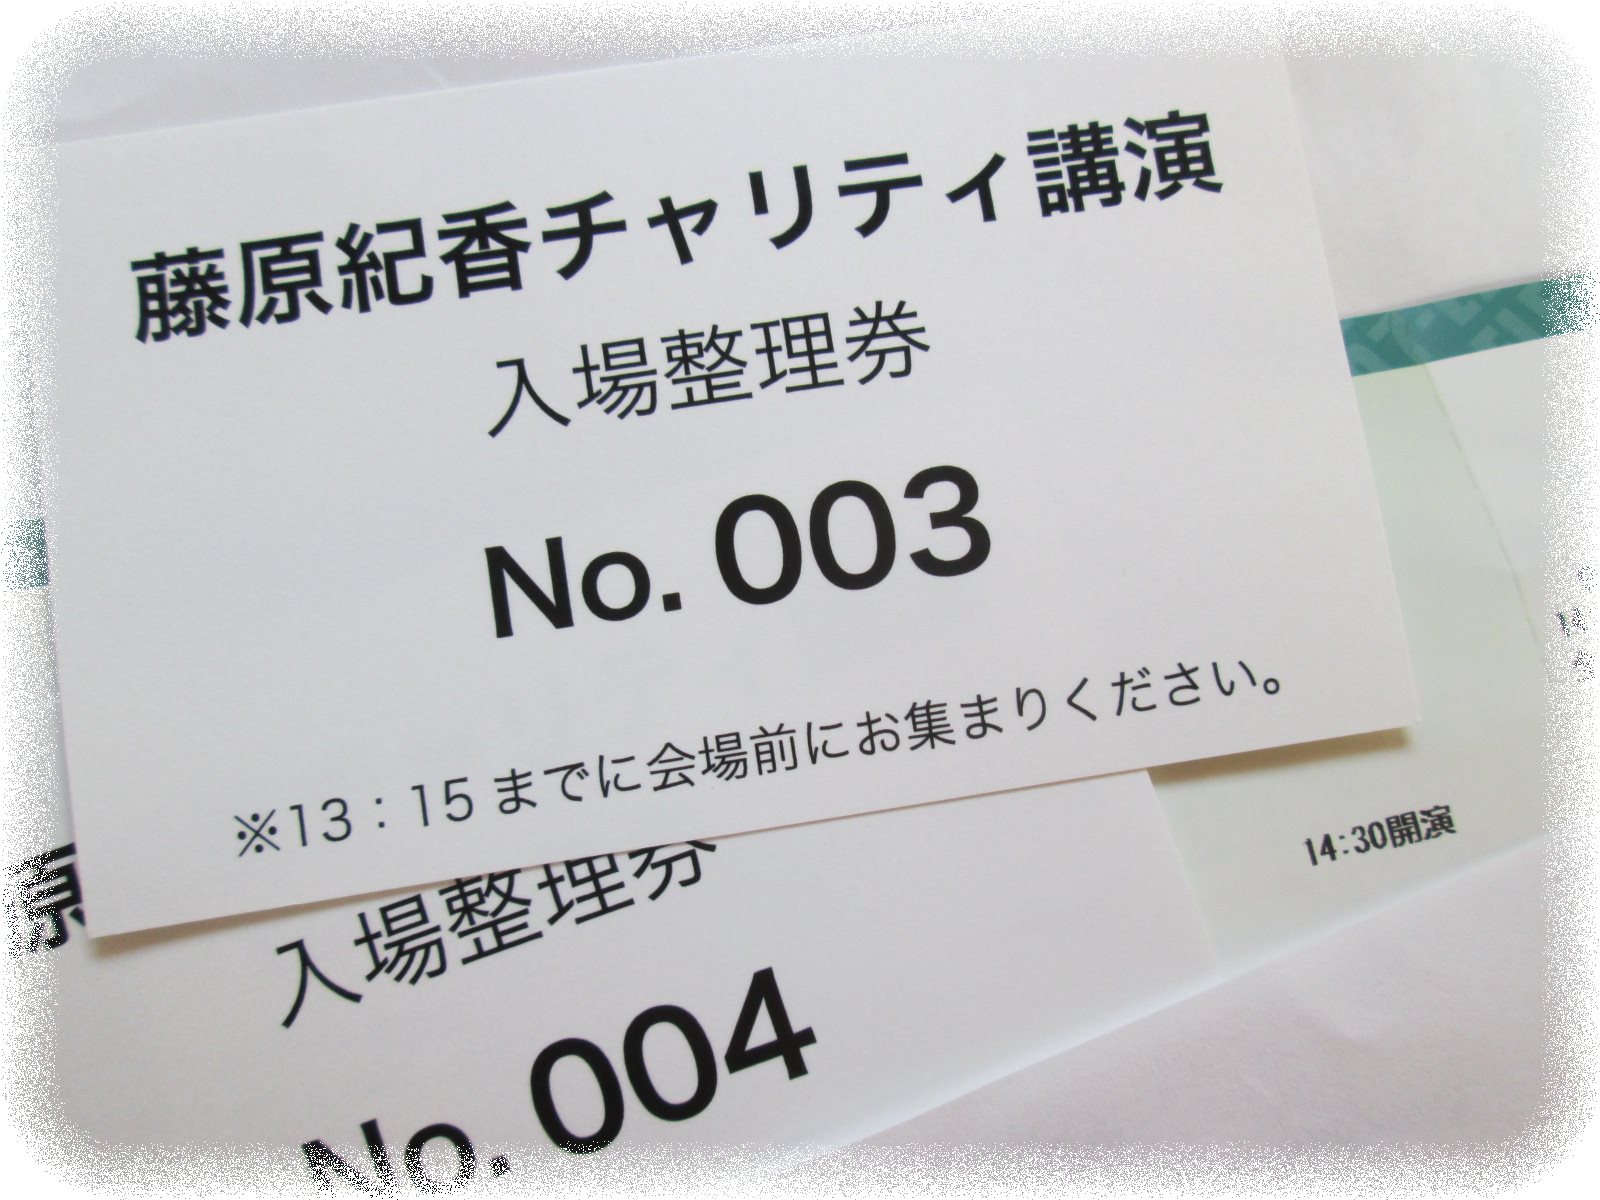 藤原紀香チャリティ講演
入場整理券
No. 003
※13：15 までに会場前にお集まりください。
14:30開演
原
入場整理券
No. 004